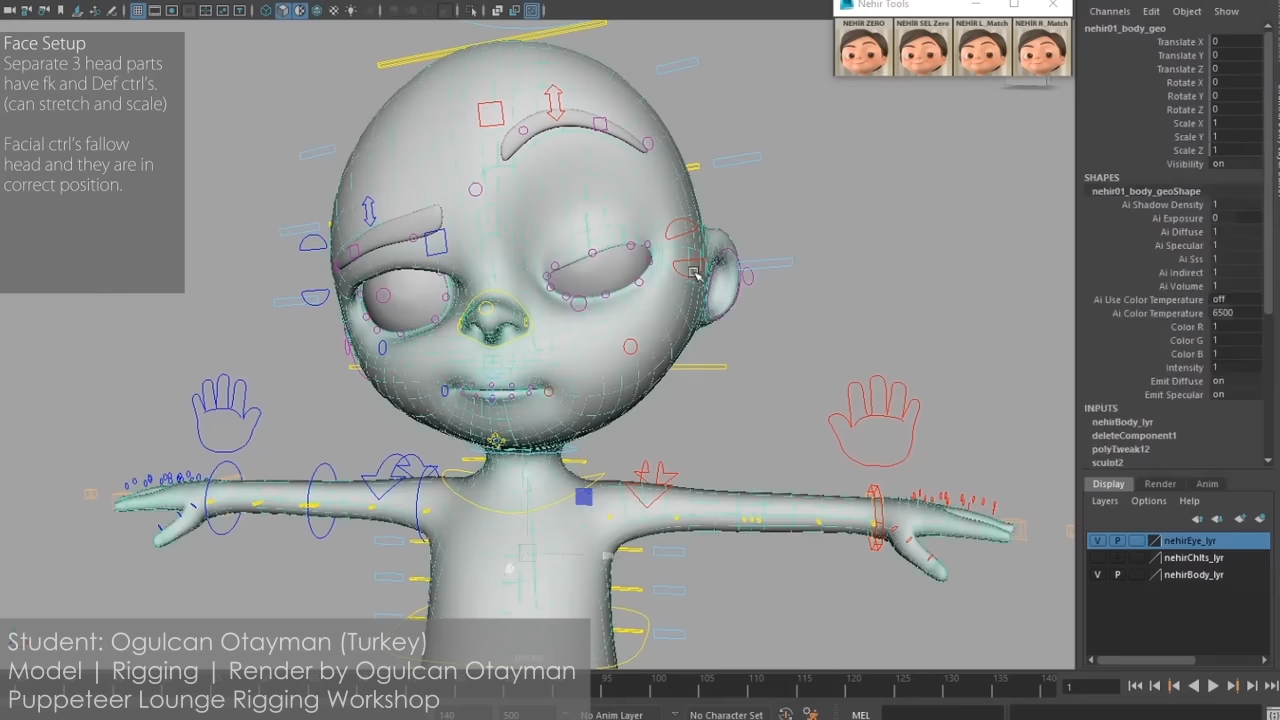 Nehir Tools
NEHİR ZERO
NEHİR SEL Zero
NEHİR L_Match
NEHİR R_Match
Face Setup
Separate 3 head parts
have fk and Def ctrl's.
(can stretch and scale)
Facial ctrl's fallow
head and they are in
correct position.
Channels Edit Object Show
nehir01_body_geo
Translate X 0
Translate Y 0
Translate Z 0
Rotate X 0
Rotate Y 0
Rotate Z 0
Scale X 1
Scale Y 1
Scale Z 1
Visibility on
SHAPES
nehir01_body_geoShape
Ai Shadow Density 1
Ai Exposure 0
Ai Diffuse 1
Ai Specular 1
Ai Sss 1
Ai Indirect 1
Ai Volume 1
Ai Use Color Temperature off
Ai Color Temperature 6500
Color R 1
Color G 1
Color B 1
Intensity 1
Emit Diffuse on
Emit Specular on
INPUTS
nehirBody_lyr
deleteComponent1
polyTweak12
sculpt2
Display Render Anim
Layers Options Help
V P nehirEye_lyr
nehirChlts_lyr
V P nehirBody_lyr
Student: Ogulcan Otayman (Turkey)
Model | Rigging | Render by Ogulcan Otayman
Puppeteer Lounge Rigging Workshop
95 100 105 110 115 120 125 130 135 140
1
140 500 No Anim Layer No Character Set MEL